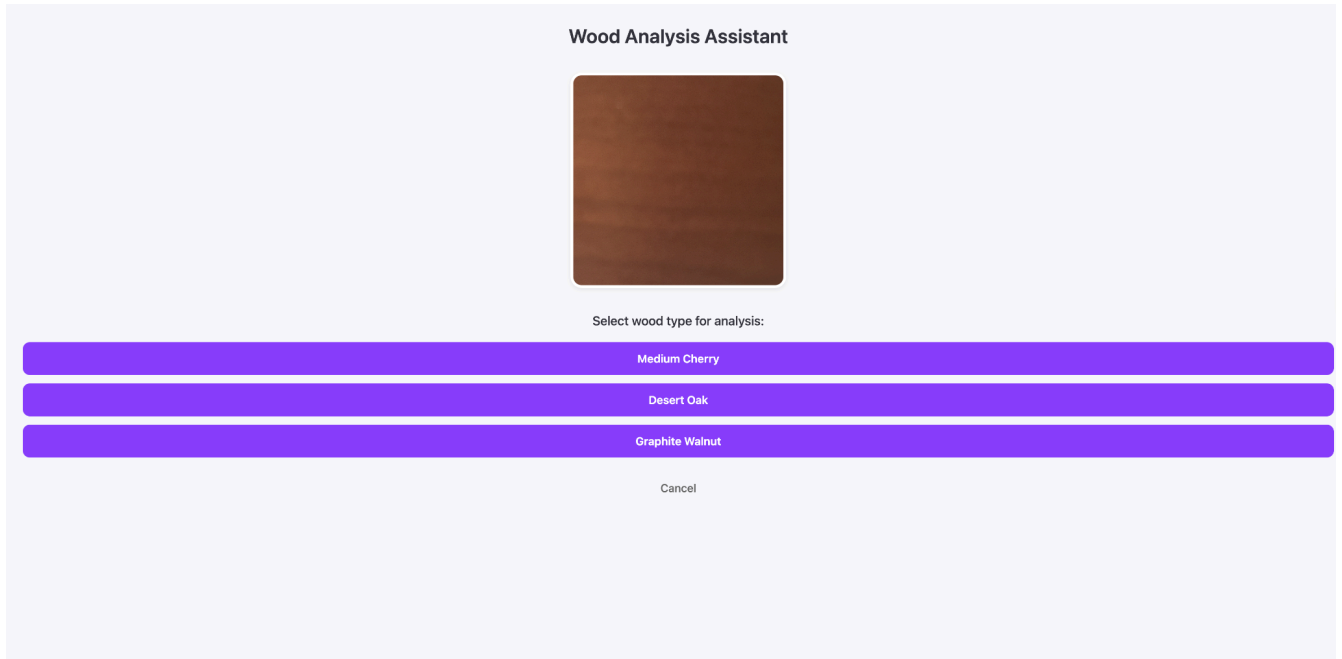 Wood Analysis Assistant
Select wood type for analysis:
Medium Cherry
Desert Oak
Graphite Walnut
Cancel